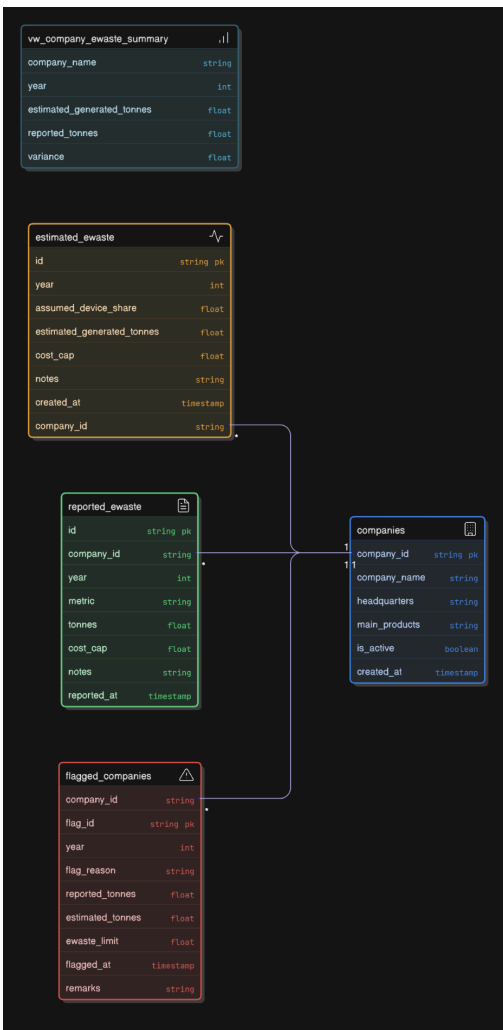 vw_company_ewaste_summary
company_name string
year int
estimated_generated_tonnes float
reported_tonnes float
variance float
estimated_ewaste
id string pk
year int
assumed_device_share float
estimated_generated_tonnes float
cost_cap float
notes string
created_at timestamp
company_id string
*
reported_ewaste
id string pk
company_id string
*
year int
metric string
tonnes float
cost_cap float
notes string
reported_at timestamp
companies
1 company_id string pk
1 1
company_name string
headquarters string
main_products string
is_active boolean
created_at timestamp
flagged_companies
company_id string
*
flag_id string pk
year int
flag_reason string
reported_tonnes float
estimated_tonnes float
ewaste_limit float
flagged_at timestamp
remarks string